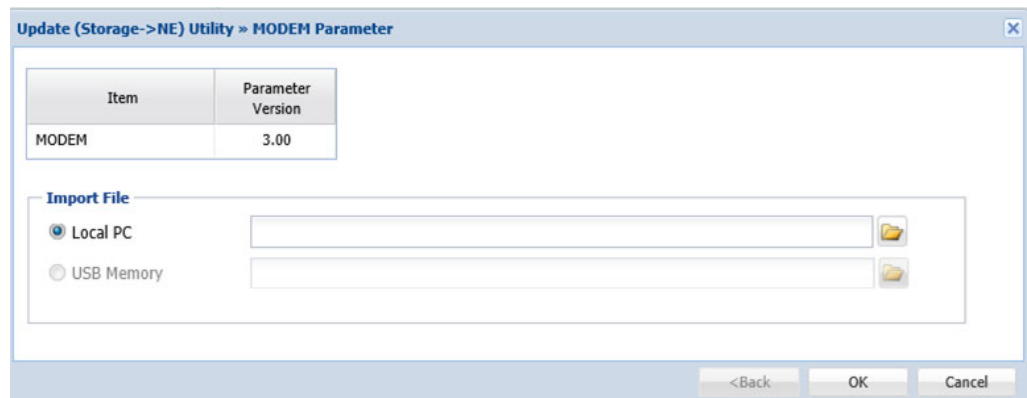 Update (Storage->NE) Utility » MODEM Parameter
Item
Parameter
Version
MODEM
3.00
Import File
Local PC
USB Memory
<Back
OK
Cancel